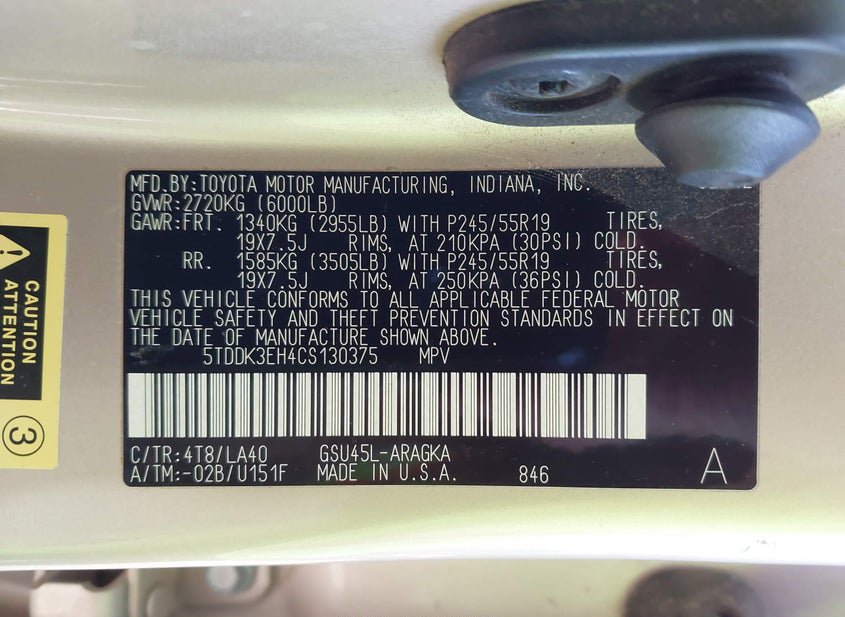 MFD.BY:TOYOTA MOTOR MANUFACTURING, INDIANA, INC.
GVWR:2720KG (6000LB)
GAWR:FRT. 1340KG (2955LB) WITH P245/55R19 TIRES,
19X7.5J RIMS, AT 210KPA (30PSI) COLD.
RR. 1585KG (3505LB) WITH P245/55R19 TIRES,
19X7.5J RIMS, AT 250KPA (36PSI) COLD.
THIS VEHICLE CONFORMS TO ALL APPLICABLE FEDERAL MOTOR
VEHICLE SAFETY AND THEFT PREVENTION STANDARDS IN EFFECT ON
THE DATE OF MANUFACTURE SHOWN ABOVE.
5TDDK3EH4CS130375 MPV
C/TR:4T8/LA40 GSU45L-ARAGKA
A/TM:-02B/U151F MADE IN U.S.A. 846 A
CAUTION
ATTENTION
3